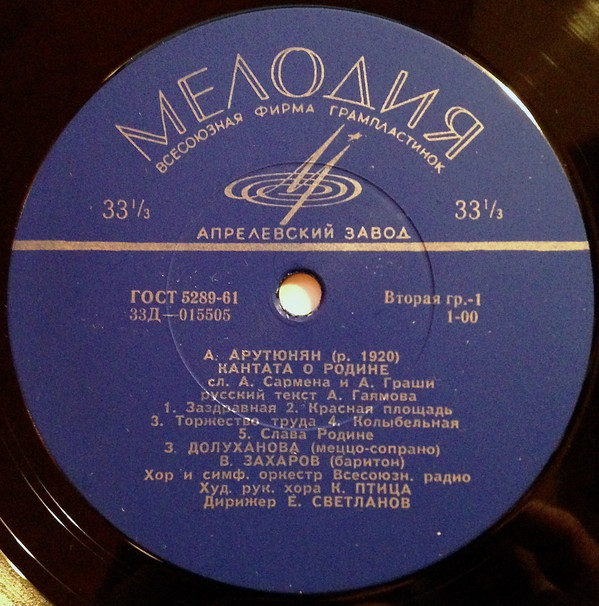 МЕЛОДИЯ
ВСЕСОЮЗНАЯ ФИРМА ГРАМПЛАСТИНОК
33⅓ 33⅓
АПРЕЛЕВСКИЙ ЗАВОД
ГОСТ 5289-61 Вторая гр.-1
33Д—015505 1-00
А. АРУТЮНЯН (р. 1920)
КАНТАТА О РОДИНЕ
сл. А. Сармена и А. Граши
русский текст А. Гаямова
1. Заздравная 2. Красная площадь
3. Торжество труда 4. Колыбельная
5. Слава Родине
З. ДОЛУХАНОВА (меццо-сопрано)
В. ЗАХАРОВ (баритон)
Хор и симф. оркестр Всесоюзн. радио
Худ. рук. хора К. ПТИЦА
Дирижер Е. СВЕТЛАНОВ